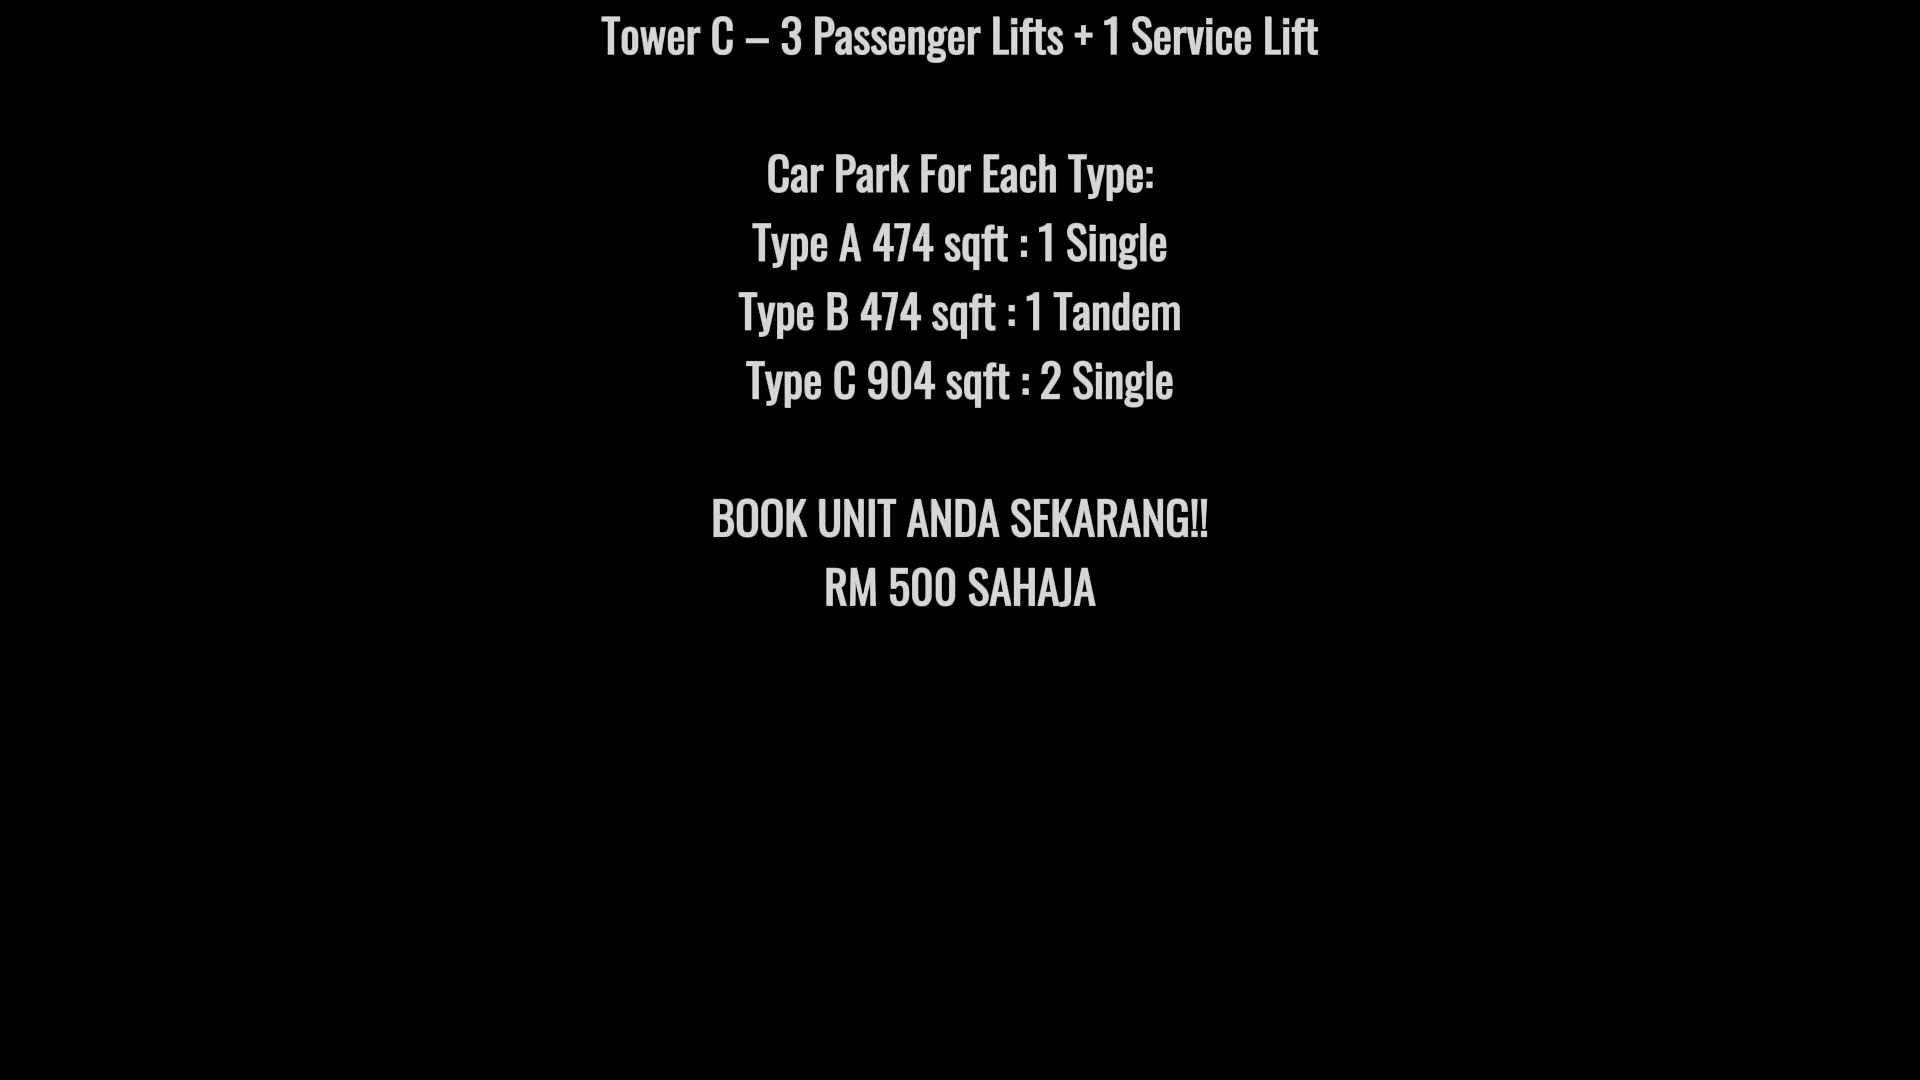 Tower C – 3 Passenger Lifts + 1 Service Lift
Car Park For Each Type:
Type A 474 sqft : 1 Single
Type B 474 sqft : 1 Tandem
Type C 904 sqft : 2 Single
BOOK UNIT ANDA SEKARANG!!
RM 500 SAHAJA